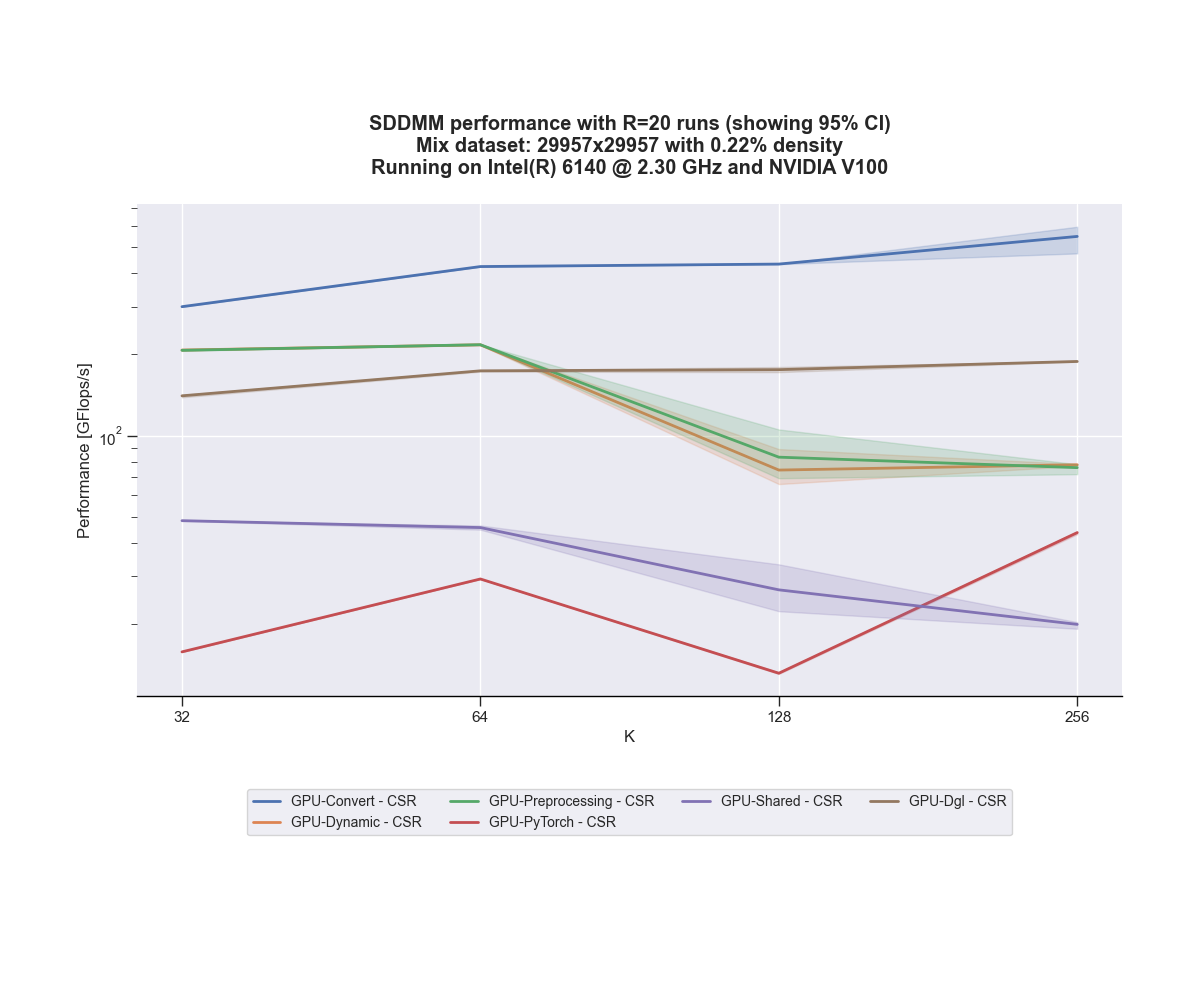 SDDMM performance with R=20 runs (showing 95% CI)
Mix dataset: 29957x29957 with 0.22% density
Running on Intel(R) 6140 @ 2.30 GHz and NVIDIA V100
Performance [GFlops/s]
10²
32 64 128 256
K
GPU-Convert - CSR GPU-Preprocessing - CSR GPU-Shared - CSR GPU-Dgl - CSR
GPU-Dynamic - CSR GPU-PyTorch - CSR